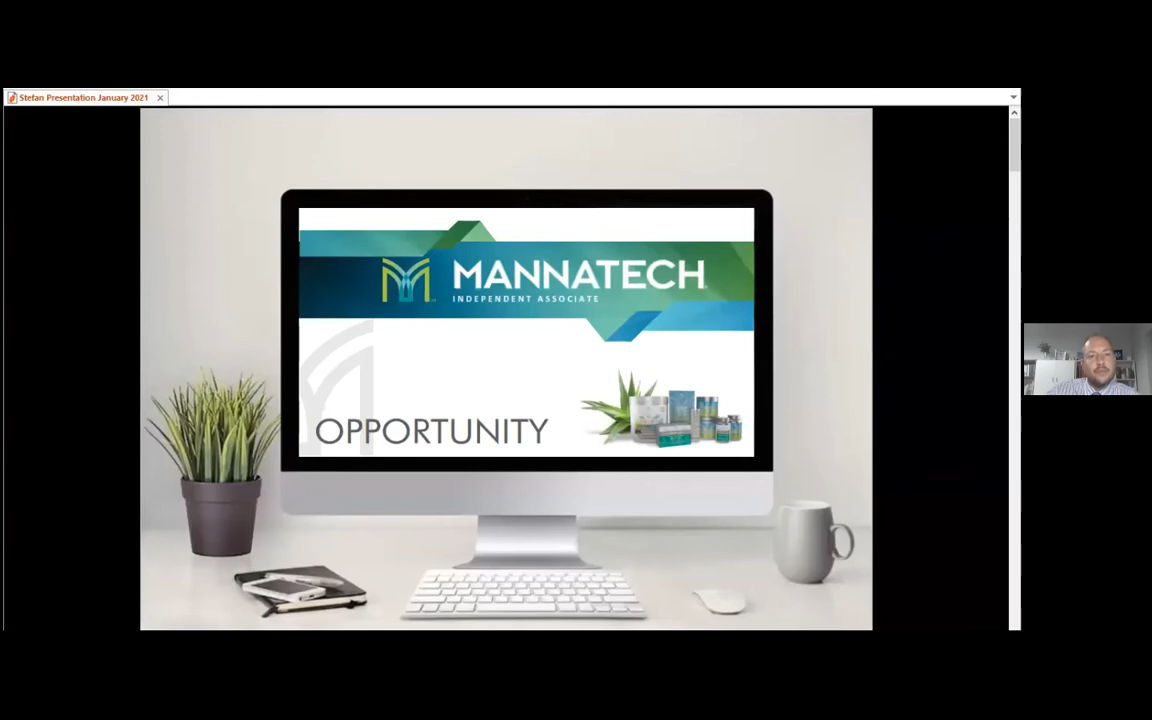 Stefan Presentation January 2021
MANNATECH
INDEPENDENT ASSOCIATE
OPPORTUNITY